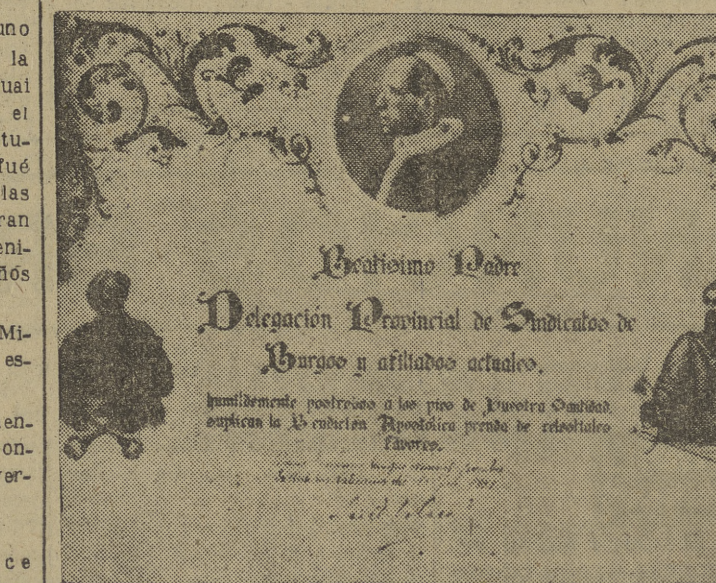 uno
la
uai
el
tu-
fué
las
ran
eni-
ños
Mi-
es-
en-
on-
ver-
ce
Beatísimo Padre
Delegación Provincial de Sindicatos de
Burgos y afiliados actuales,
humildemente postrados a los pies de Vuestra Santidad,
suplican la Bendición Apostólica prenda de celestiales
favores.